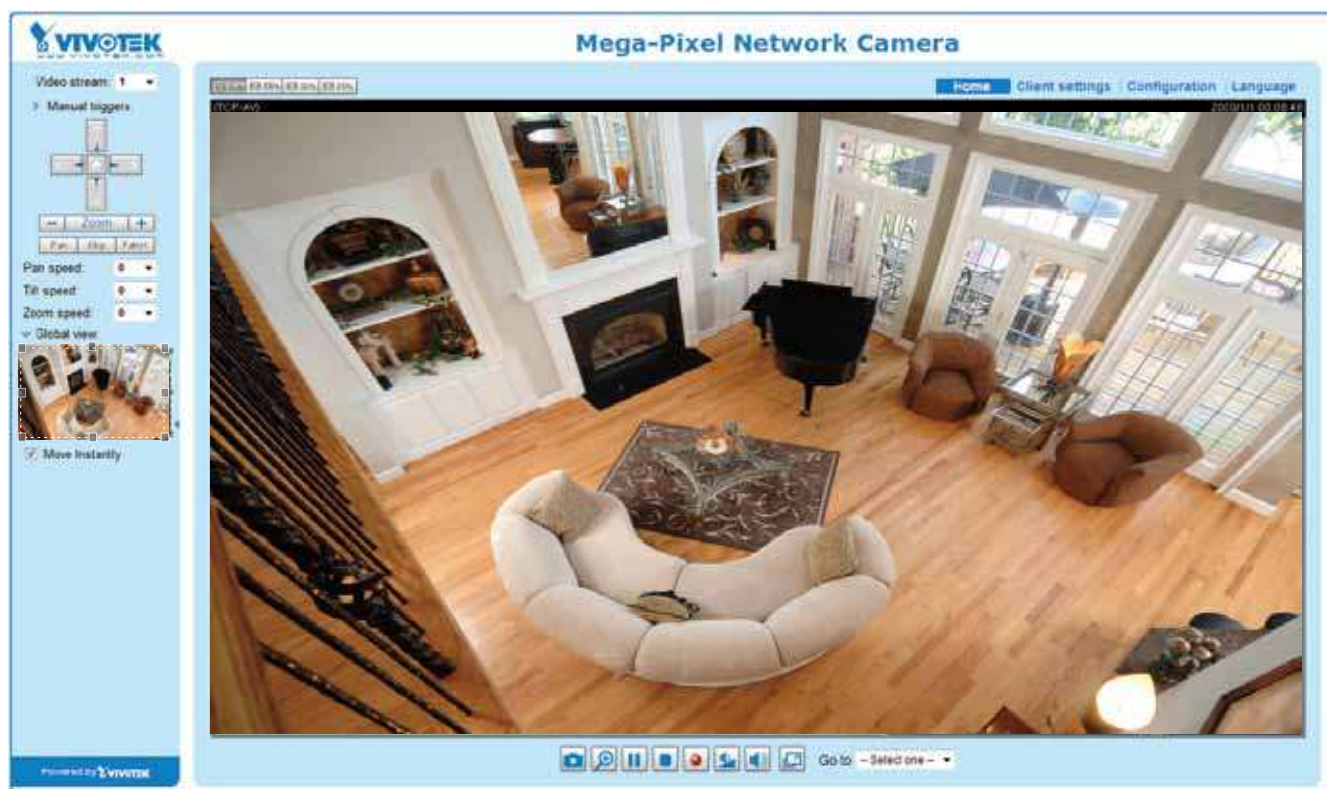 VIVOTEK
Mega-Pixel Network Camera
Video stream: 1
Manual triggers
Home
Client settings
Configuration
Language
(TCP-AV)
Zoom
Pan
Stop
Patrol
Pan speed: 0
Tilt speed: 0
Zoom speed: 0
Global view
Move Instantly
Go to -- Select one --
Powered by VIVOTEK